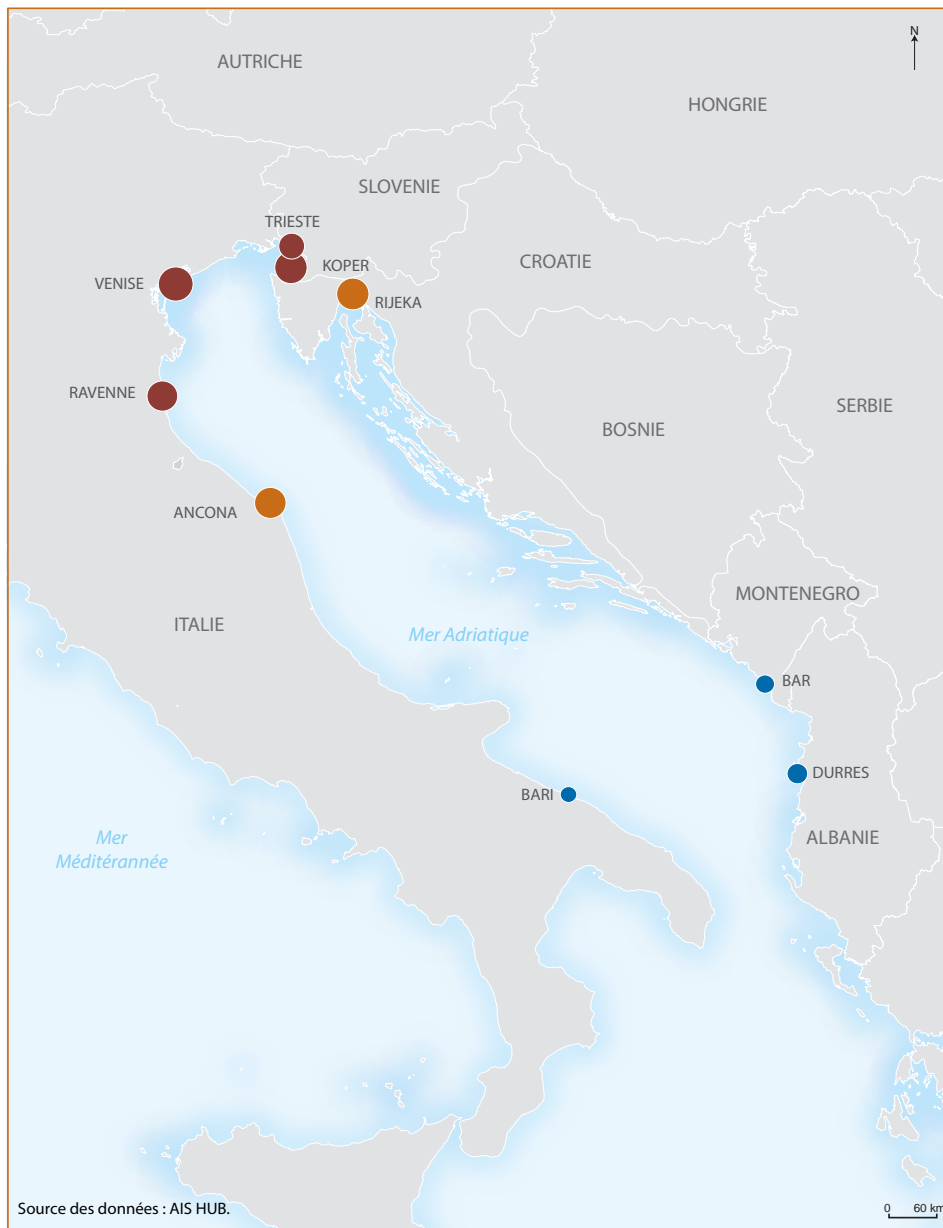 N
AUTRICHE
HONGRIE
SLOVENIE
TRIESTE
CROATIE
KOPER
VENISE
RIJEKA
RAVENNE
SERBIE
BOSNIE
ANCONA
MONTENEGRO
ITALIE
Mer Adriatique
BAR
DURRES
BARI
ALBANIE
Mer
Méditérannée
Source des données : AIS HUB.
0 60 km